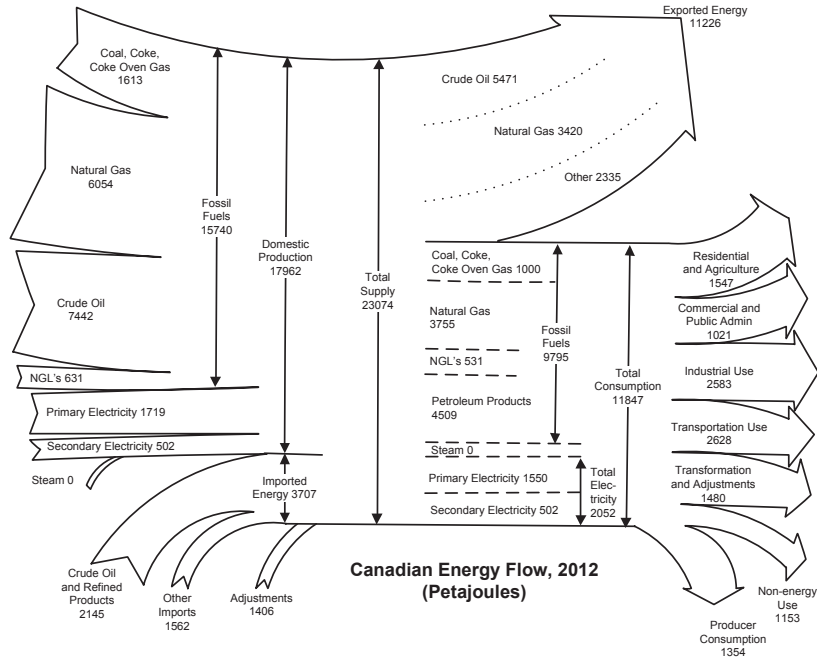 Exported Energy
11226
Coal, Coke,
Coke Oven Gas
1613
Natural Gas
6054
Crude Oil
7442
NGL's 631
Primary Electricity 1719
Secondary Electricity 502
Steam 0
Crude Oil
and Refined
Products
2145
Other
Imports
1562
Adjustments
1406
Fossil
Fuels
15740
Domestic
Production
17962
Imported
Energy 3707
Total
Supply
23074
Crude Oil 5471
Natural Gas 3420
Other 2335
Coal, Coke,
Coke Oven Gas 1000
Natural Gas
3755
NGL's 531
Petroleum Products
4509
Steam 0
Primary Electricity 1550
Secondary Electricity 502
Fossil
Fuels
9795
Total
Elec-
tricity
2052
Total
Consumption
11847
Residential
and Agriculture
1547
Commercial and
Public Admin
1021
Industrial Use
2583
Transportation Use
2628
Transformation
and Adjustments
1480
Non-energy
Use
1153
Producer
Consumption
1354
Canadian Energy Flow, 2012
(Petajoules)